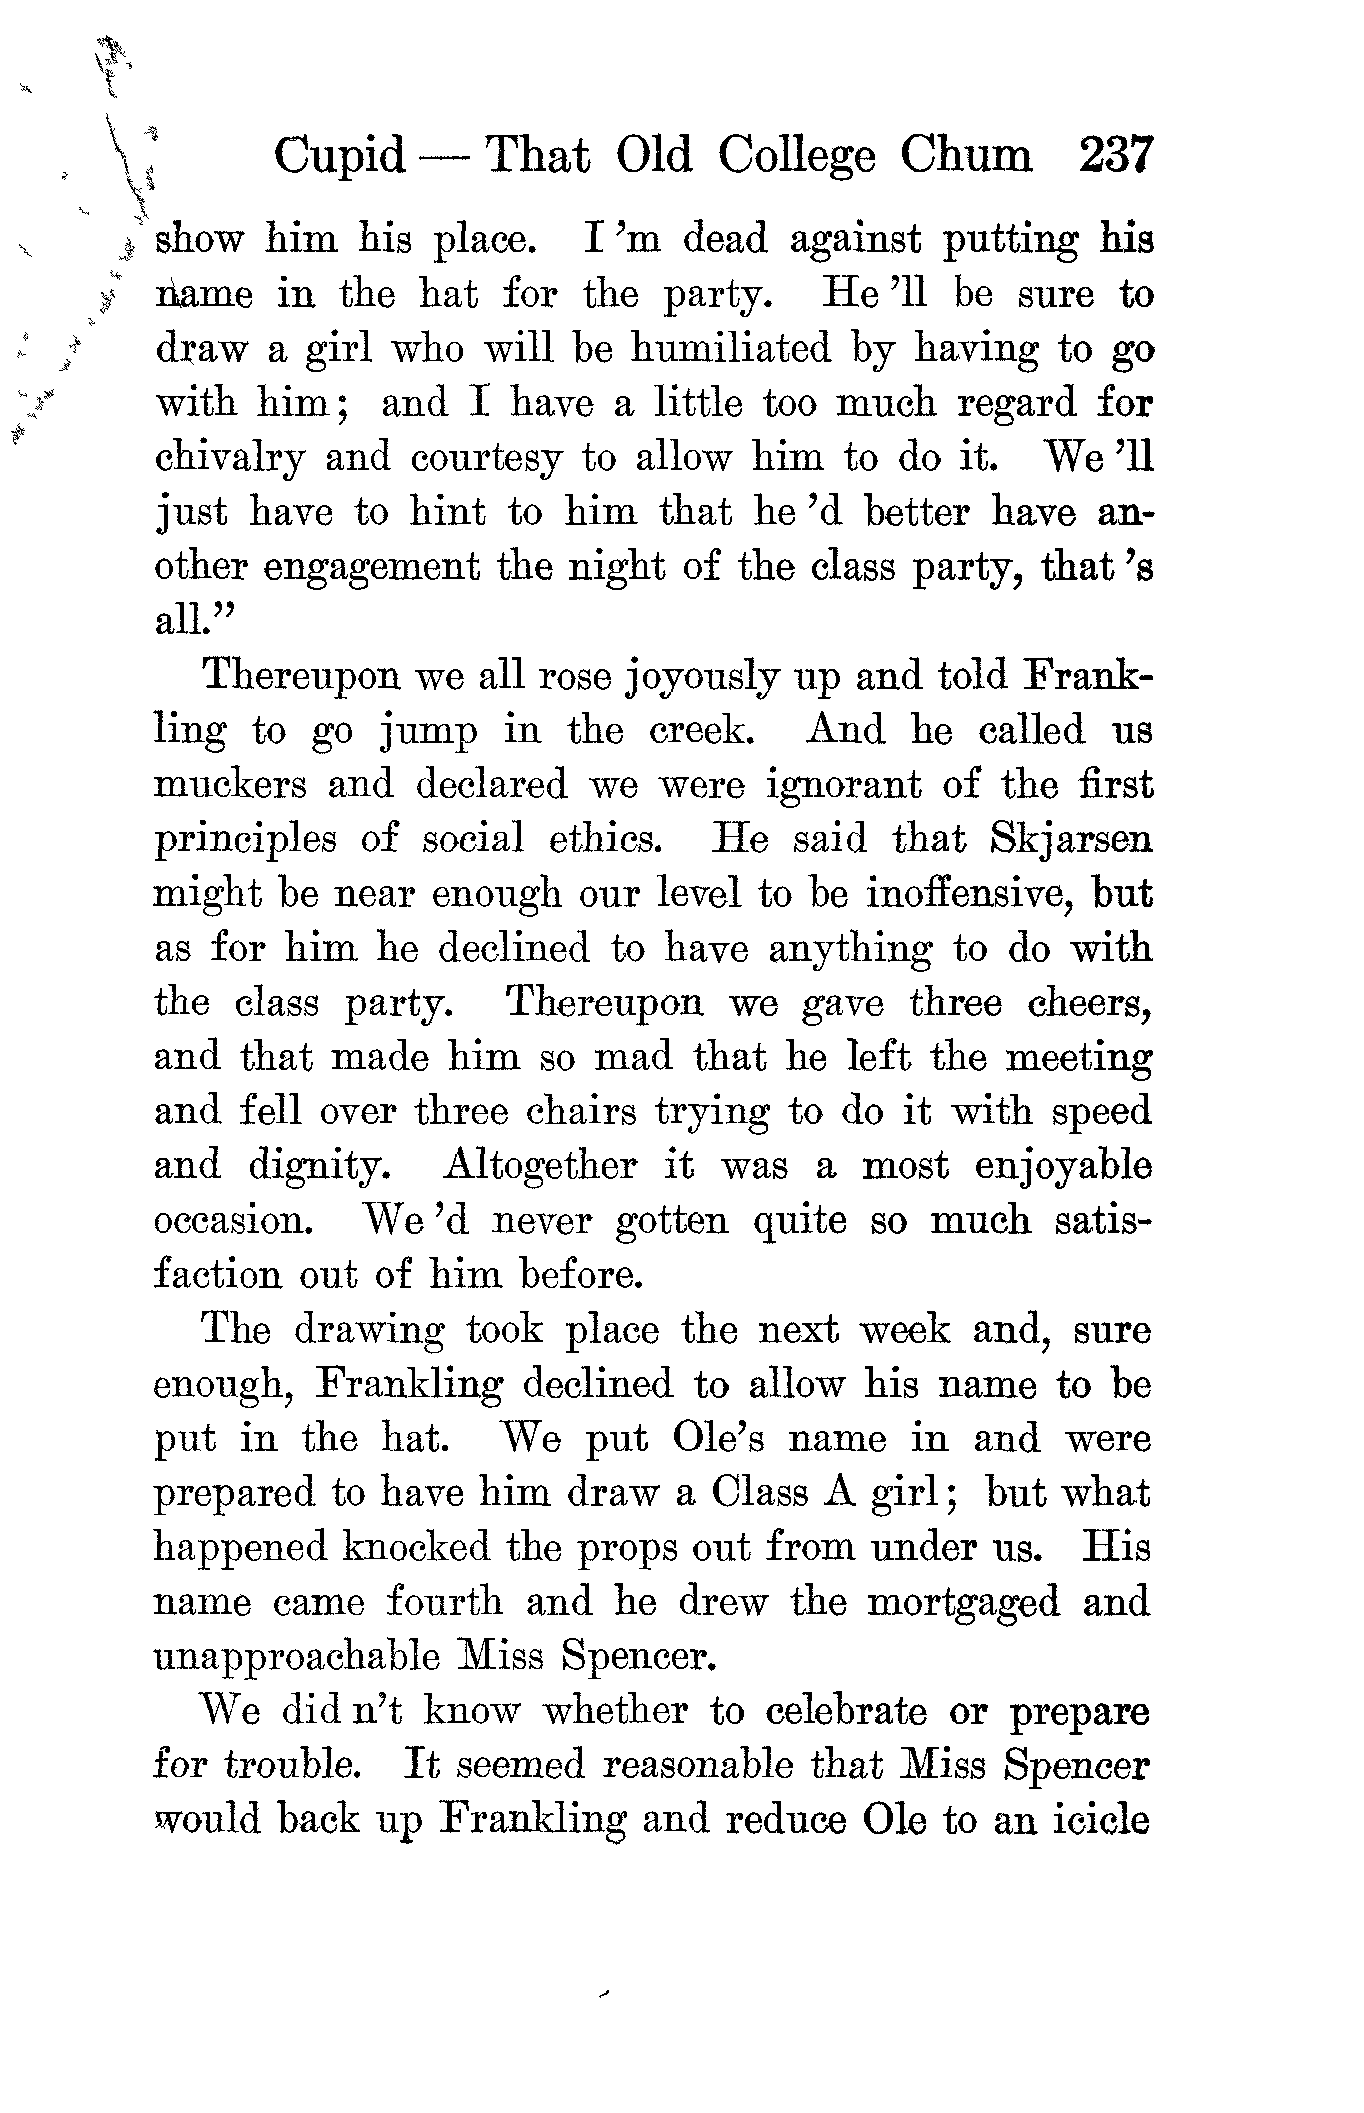 Cupid — That Old College Chum 237
show him his place. I 'm dead against putting his
name in the hat for the party. He 'll be sure to
draw a girl who will be humiliated by having to go
with him; and I have a little too much regard for
chivalry and courtesy to allow him to do it. We 'll
just have to hint to him that he 'd better have an-
other engagement the night of the class party, that 's
all."
Thereupon we all rose joyously up and told Frank-
ling to go jump in the creek. And he called us
muckers and declared we were ignorant of the first
principles of social ethics. He said that Skjarsen
might be near enough our level to be inoffensive, but
as for him he declined to have anything to do with
the class party. Thereupon we gave three cheers,
and that made him so mad that he left the meeting
and fell over three chairs trying to do it with speed
and dignity. Altogether it was a most enjoyable
occasion. We 'd never gotten quite so much satis-
faction out of him before.
The drawing took place the next week and, sure
enough, Frankling declined to allow his name to be
put in the hat. We put Ole's name in and were
prepared to have him draw a Class A girl; but what
happened knocked the props out from under us. His
name came fourth and he drew the mortgaged and
unapproachable Miss Spencer.
We did n't know whether to celebrate or prepare
for trouble. It seemed reasonable that Miss Spencer
would back up Frankling and reduce Ole to an icicle